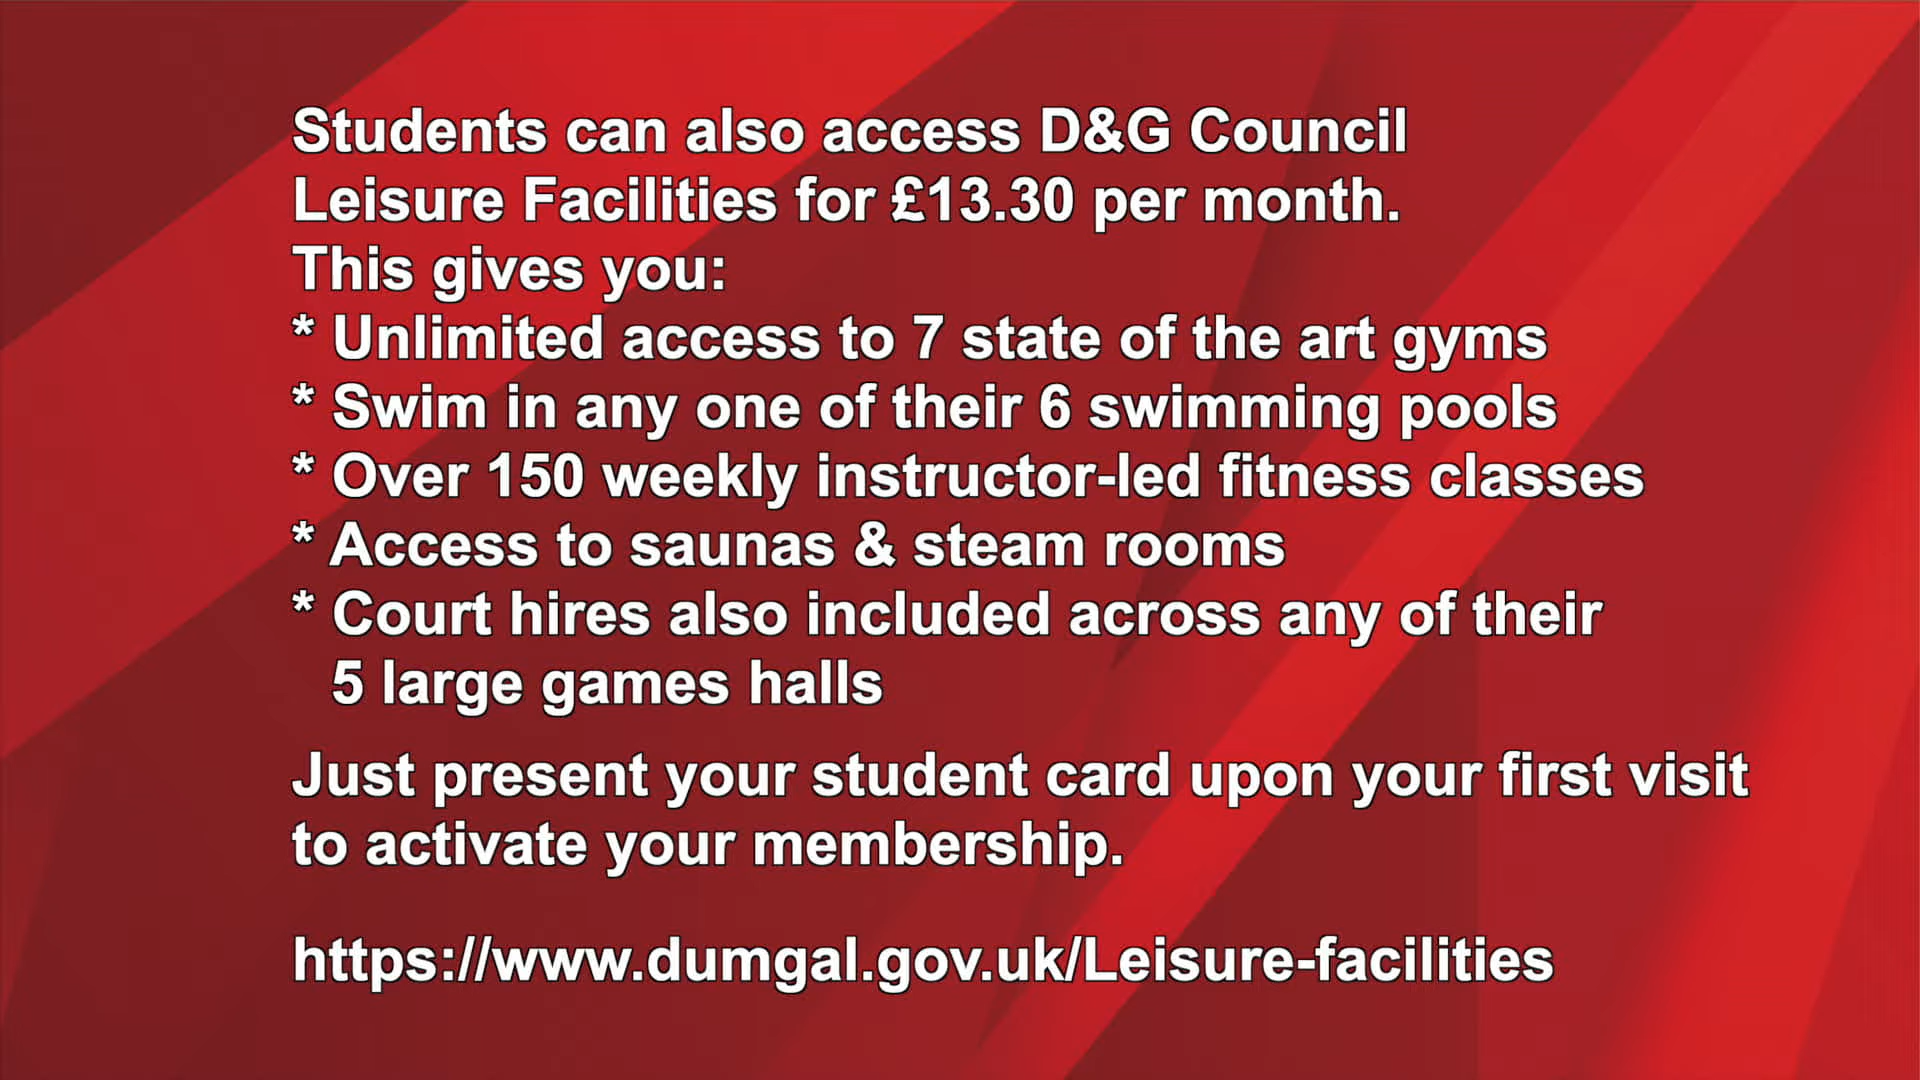 Students can also access D&G Council
Leisure Facilities for £13.30 per month.
This gives you:
* Unlimited access to 7 state of the art gyms
* Swim in any one of their 6 swimming pools
* Over 150 weekly instructor-led fitness classes
* Access to saunas & steam rooms
* Court hires also included across any of their
5 large games halls
Just present your student card upon your first visit
to activate your membership.
https://www.dumgal.gov.uk/Leisure-facilities